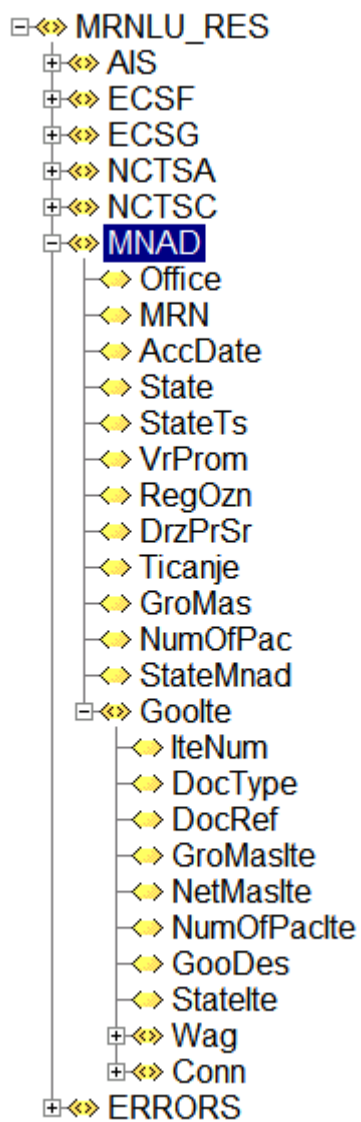 MRNLU_RES
AIS
ECSF
ECSG
NCTSA
NCTSC
MNAD
Office
MRN
AccDate
State
StateTs
VrProm
RegOzn
DrzPrSr
Ticanje
GroMas
NumOfPac
StateMnad
GooIte
IteNum
DocType
DocRef
GroMasIte
NetMasIte
NumOfPacIte
GooDes
StateIte
Wag
Conn
ERRORS